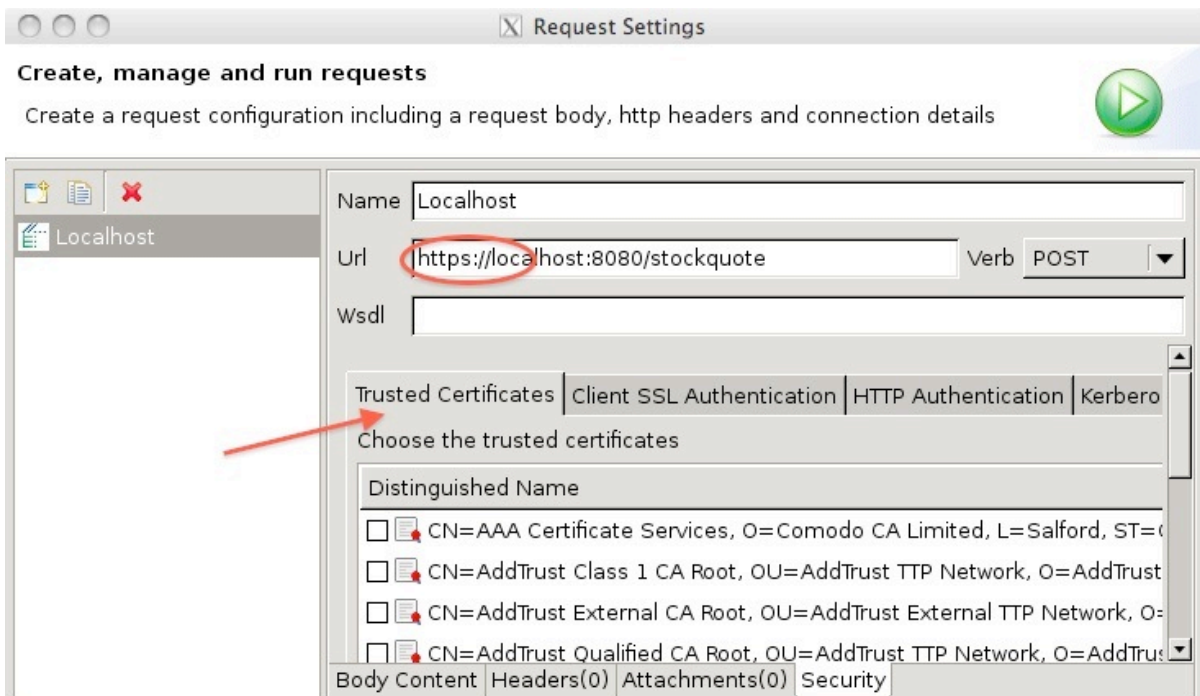 Request Settings
Create, manage and run requests
Create a request configuration including a request body, http headers and connection details
Localhost
Name Localhost
Url https://localhost:8080/stockquote Verb POST
Wsdl
Trusted Certificates Client SSL Authentication HTTP Authentication Kerbero
Choose the trusted certificates
Distinguished Name
CN=AAA Certificate Services, O=Comodo CA Limited, L=Salford, ST=
CN=AddTrust Class 1 CA Root, OU=AddTrust TTP Network, O=AddTrust
CN=AddTrust External CA Root, OU=AddTrust External TTP Network, O=
CN=AddTrust Qualified CA Root, OU=AddTrust TTP Network, O=AddTrus
Body Content Headers(0) Attachments(0) Security